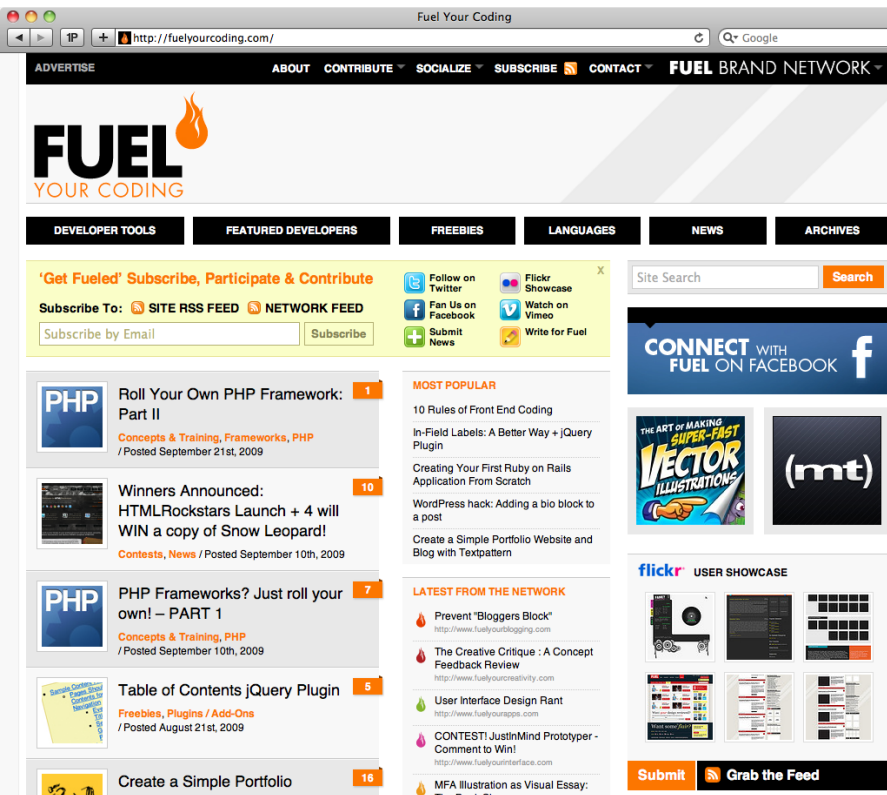 Fuel Your Coding
1P
+
http://fuelyourcoding.com/
Google
ADVERTISE
ABOUT CONTRIBUTE SOCIALIZE SUBSCRIBE CONTACT FUEL BRAND NETWORK
FUEL
YOUR CODING
DEVELOPER TOOLS FEATURED DEVELOPERS FREEBIES LANGUAGES NEWS ARCHIVES
'Get Fueled' Subscribe, Participate & Contribute
Subscribe To: SITE RSS FEED NETWORK FEED
Subscribe by Email Subscribe
x
Follow on
Twitter
Flickr
Showcase
Fan Us on
Facebook
Watch on
Vimeo
Submit
News
Write for Fuel
Site Search Search
CONNECT WITH
FUEL ON FACEBOOK
f
THE ART OF MAKING
SUPER-FAST
VECTOR
ILLUSTRATIONS
(mt)
PHP
Roll Your Own PHP Framework:
Part II
1
Concepts & Training, Frameworks, PHP
/ Posted September 21st, 2009
Winners Announced:
HTMLRockstars Launch + 4 will
WIN a copy of Snow Leopard!
10
Contests, News / Posted September 10th, 2009
PHP
PHP Frameworks? Just roll your
own! – PART 1
7
Concepts & Training, PHP
/ Posted September 10th, 2009
Table of Contents jQuery Plugin
5
Freebies, Plugins / Add-Ons
/ Posted August 21st, 2009
Create a Simple Portfolio
16
MOST POPULAR
10 Rules of Front End Coding
In-Field Labels: A Better Way + jQuery
Plugin
Creating Your First Ruby on Rails
Application From Scratch
WordPress hack: Adding a bio block to
a post
Create a Simple Portfolio Website and
Blog with Textpattern
LATEST FROM THE NETWORK
Prevent "Bloggers Block"
http://www.fuelyourblogging.com
The Creative Critique : A Concept
Feedback Review
http://www.fuelyourcreativity.com
User Interface Design Rant
http://www.fuelyourapps.com
CONTEST! JustInMind Prototyper -
Comment to Win!
http://www.fuelyourinterface.com
MFA Illustration as Visual Essay:
flickr USER SHOWCASE
Submit Grab the Feed